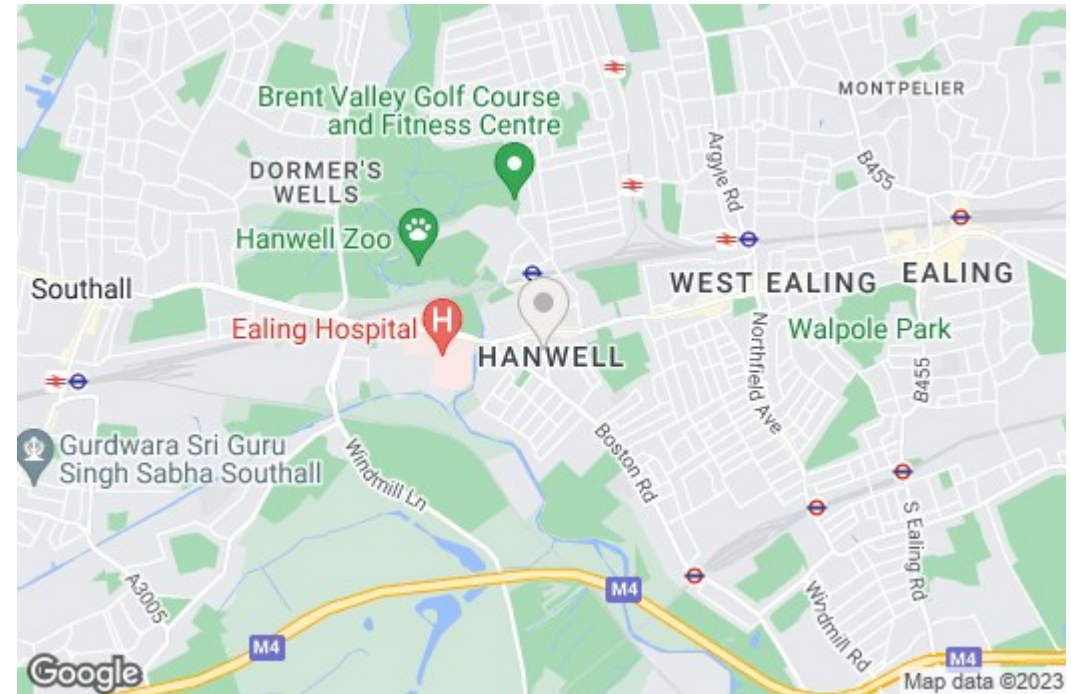 MONTPELIER
Brent Valley Golf Course
and Fitness Centre
Argyle Rd
B455
DORMER'S
WELLS
Hanwell Zoo
Southall
WEST EALING
EALING
Ealing Hospital
H
HANWELL
Walpole Park
Northfield Ave
B455
Gurdwara Sri Guru
Singh Sabha Southall
Windmill Ln
Boston Rd
S Ealing Rd
A3005
M4
Windmill Rd
M4
M4
Google
Map data ©2023